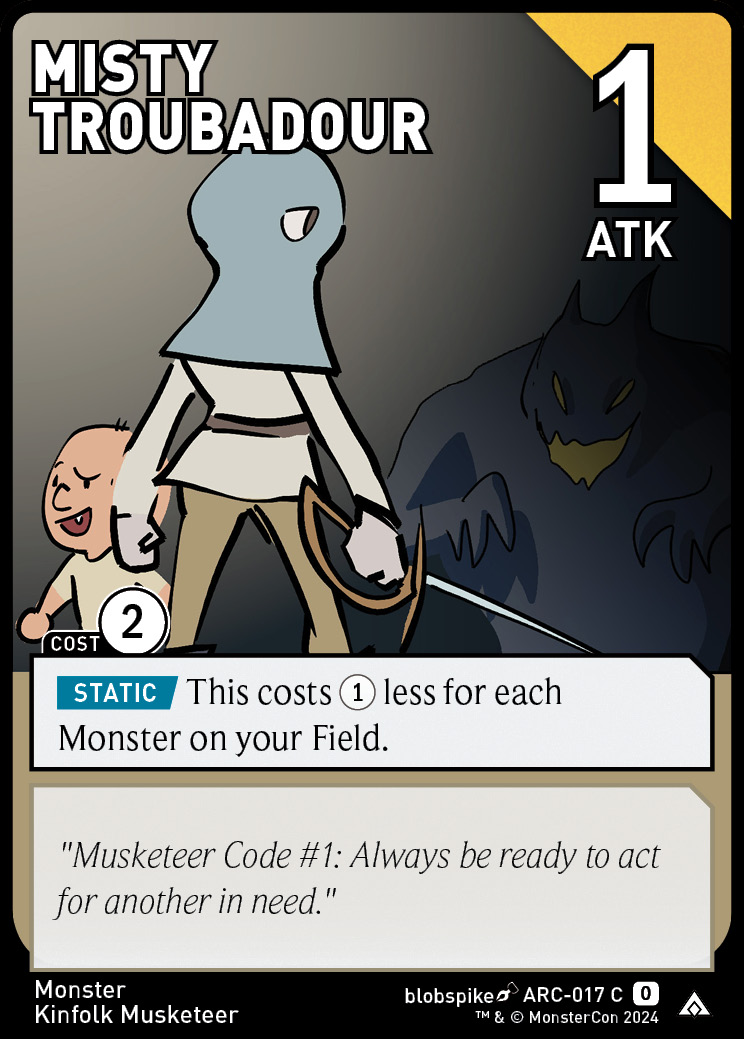 MISTY
TROUBADOUR
1
ATK
COST 2
STATIC This costs 1 less for each
Monster on your Field.
"Musketeer Code #1: Always be ready to act
for another in need."
Monster
Kinfolk Musketeer
blobspike ARC-017 C 0
™ & © MonsterCon 2024